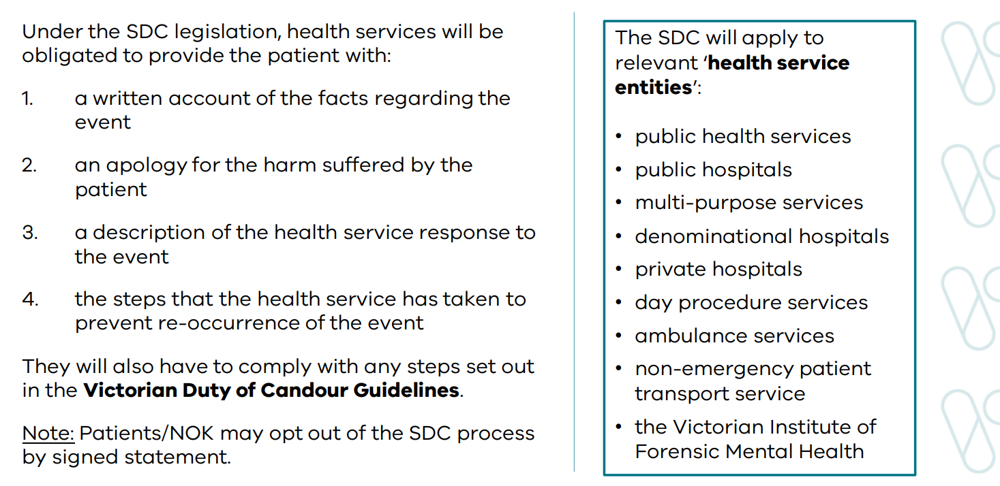 Under the SDC legislation, health services will be
obligated to provide the patient with:
1. a written account of the facts regarding the
event
2. an apology for the harm suffered by the
patient
3. a description of the health service response to
the event
4. the steps that the health service has taken to
prevent re-occurrence of the event
They will also have to comply with any steps set out
in the Victorian Duty of Candour Guidelines.
Note: Patients/NOK may opt out of the SDC process
by signed statement.
The SDC will apply to
relevant ‘health service
entities’:
• public health services
• public hospitals
• multi-purpose services
• denominational hospitals
• private hospitals
• day procedure services
• ambulance services
• non-emergency patient
transport service
• the Victorian Institute of
Forensic Mental Health